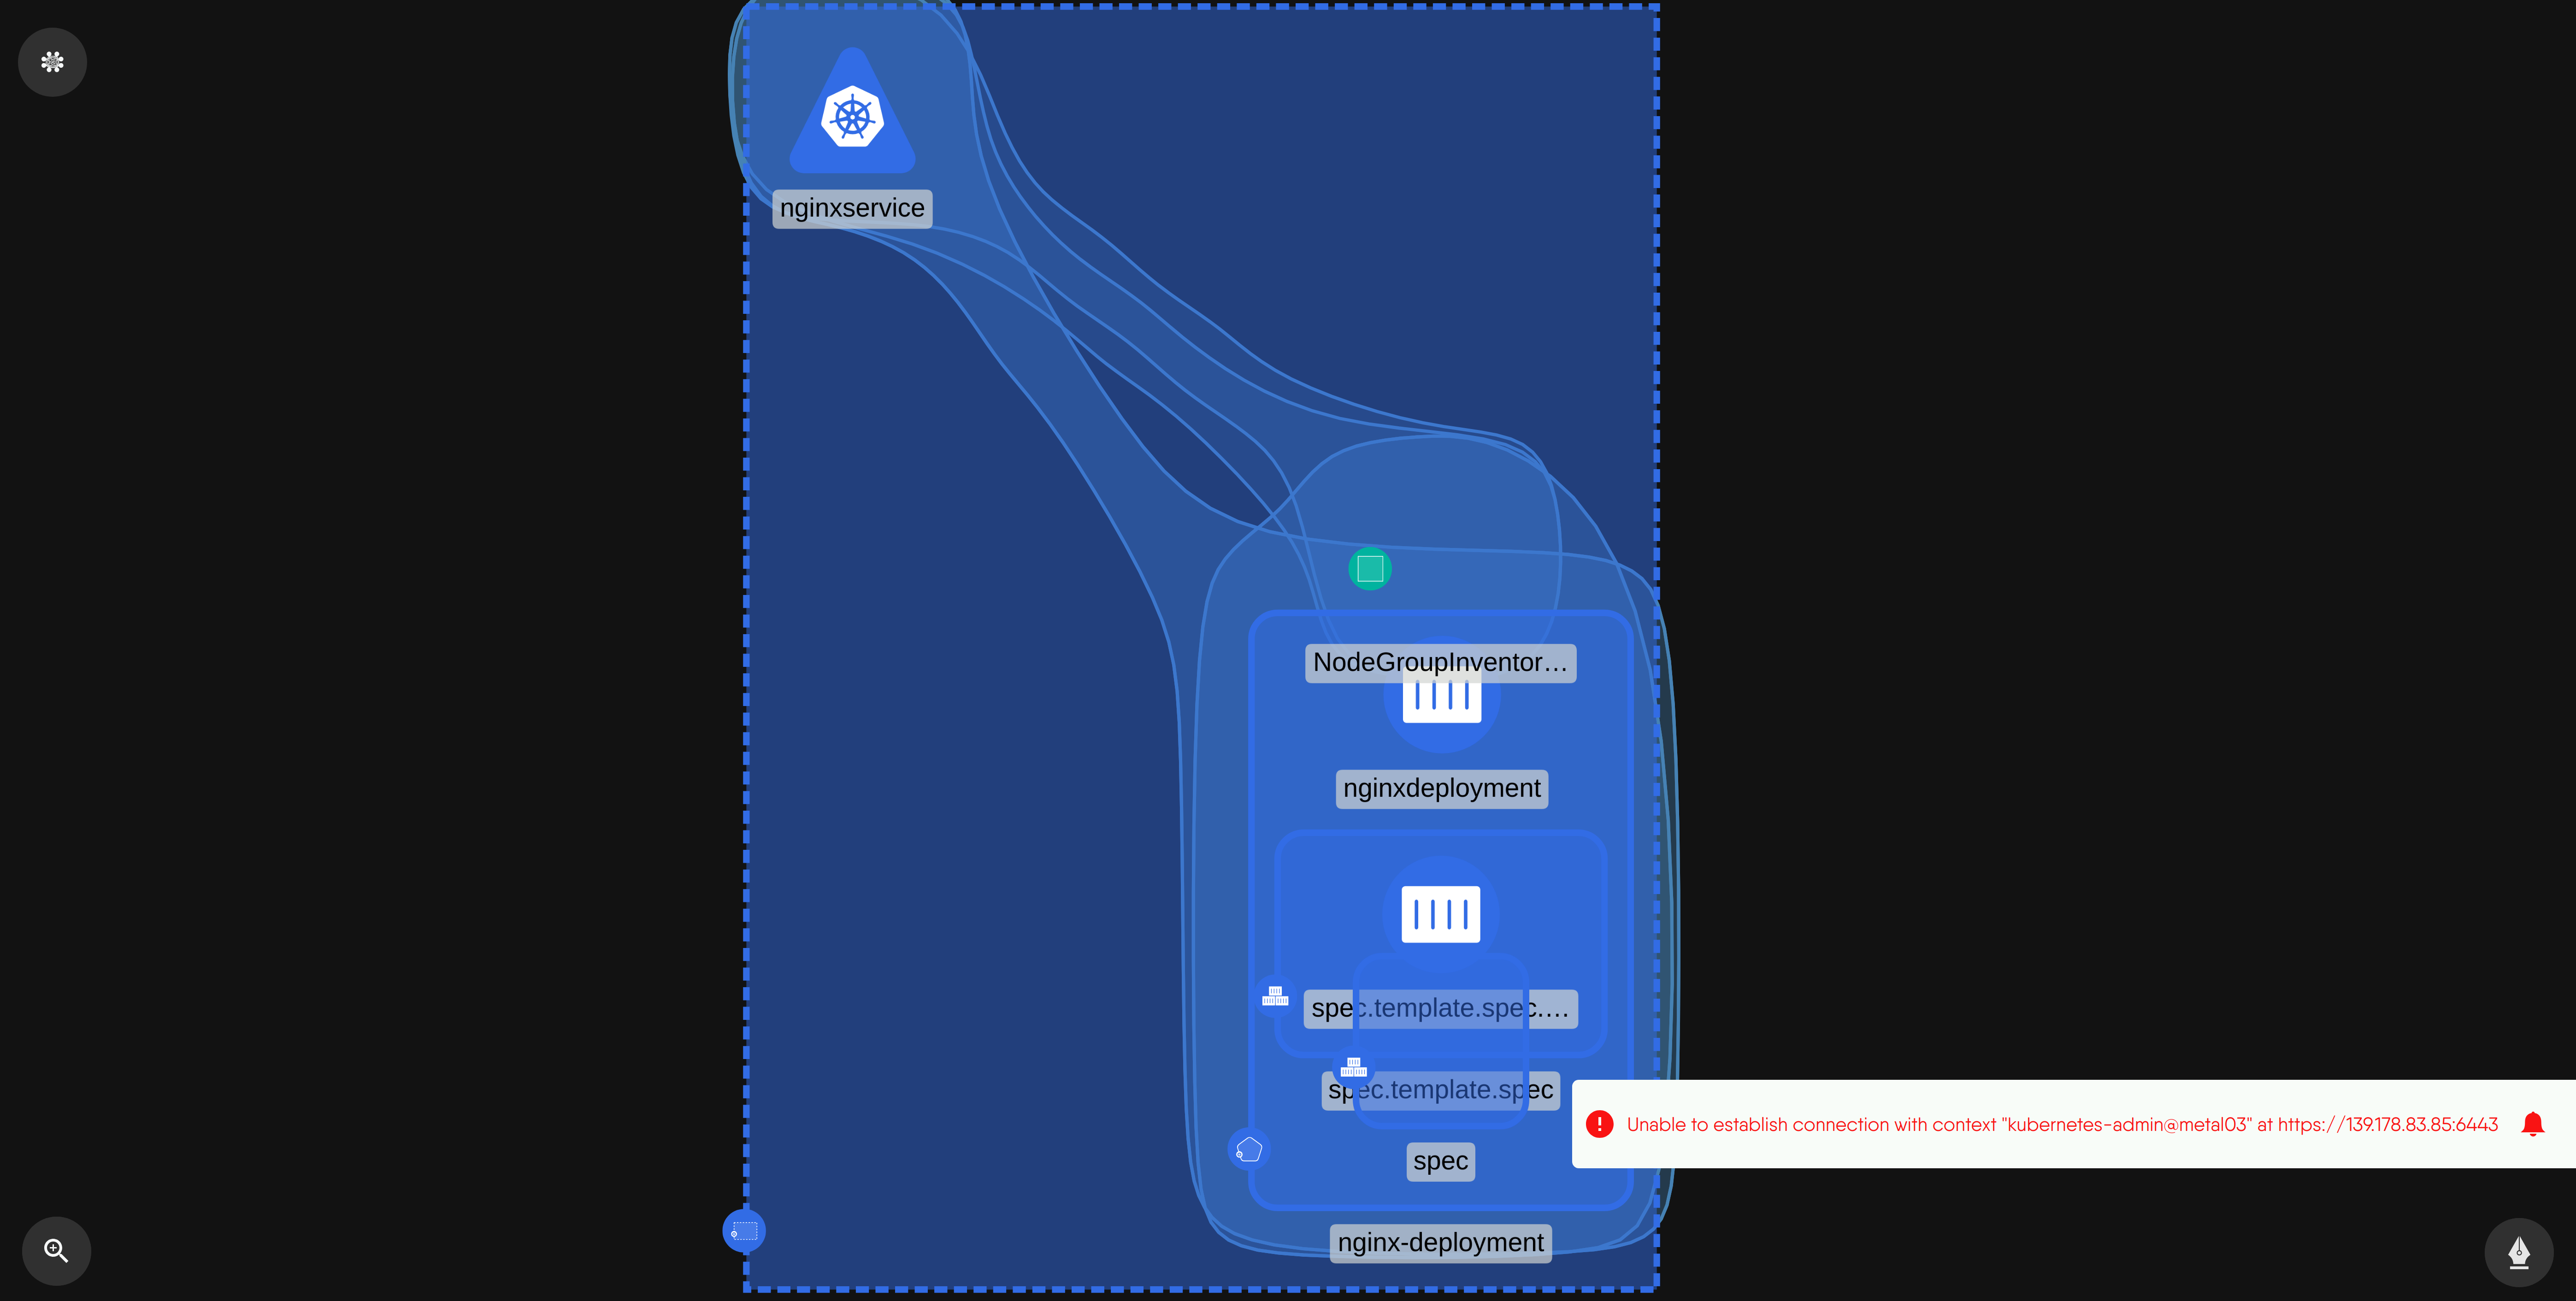 nginxservice
NodeGroupInventor…
nginxdeployment
spec.template.spec.…
spec.template.spec
Unable to establish connection with context "kubernetes-admin@metal03" at https://139.178.83.85:6443
spec
nginx-deployment